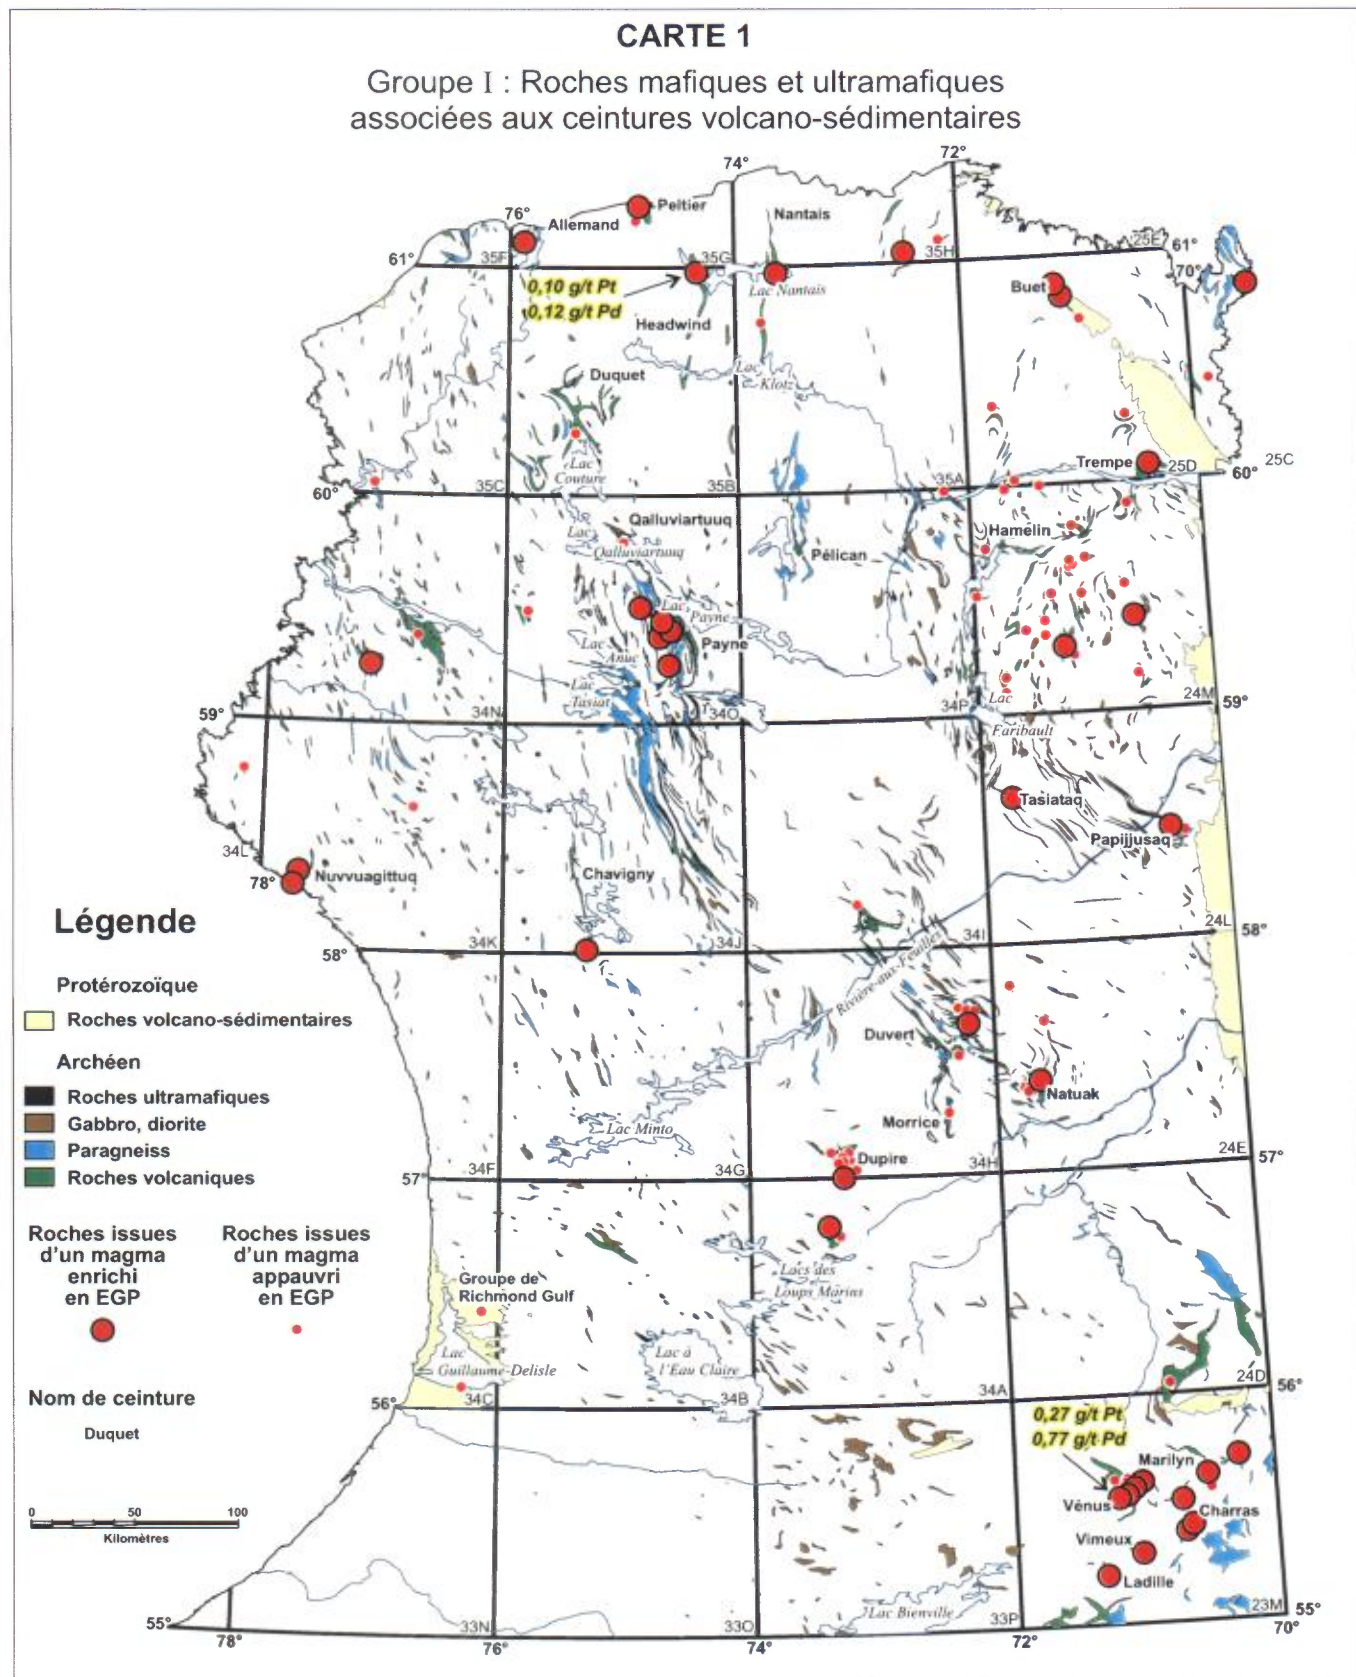 CARTE 1
Groupe I : Roches mafiques et ultramafiques
associées aux ceintures volcano-sédimentaires
72°
74°
76°
Peltier
Allemand
Nantais
35F
35G
35H
25E
61°
61°
70°
0,10 g/t Pt
0,12 g/t Pd
Lac Nantais
Buet
Headwind
Lac
Klotz
Duquet
Trempe
25D
25C
60°
Lac
Couture
60°
35C
35B
35A
Qalluviartuuq
Lac
Qalluviartuuq
Hamelin
Pélican
Lac
Payne
Payne
Lac
Anuc
Lac
Tasiat
59°
34N
34O
34P
Lac
Faribault
24M
59°
Tasiataq
Papijjusaq
34L
78°
Nuvvuagittuq
Chavigny
Légende
58°
34K
34J
34I
24L
58°
Rivière-aux-Feuilles
Protérozoïque
Roches volcano-sédimentaires
Archéen
Roches ultramafiques
Gabbro, diorite
Paragneiss
Roches volcaniques
Duvert
Natuak
Morrice
Lac Minto
Dupire
57°
34F
34G
34H
24E
57°
Roches issues
d'un magma
enrichi
en EGP
Roches issues
d'un magma
appauvri
en EGP
Groupe de
Richmond Gulf
Lacs des
Loups Marins
Lac
Guillaume-Delisle
Lac à
l'Eau Claire
Nom de ceinture
Duquet
56°
34C
34B
34A
24D
56°
0,27 g/t Pt
0,77 g/t Pd
Marilyn
Vénus
Charras
Vimeux
Ladille
0 50 100
Kilomètres
Lac Bienville
55°
33N
33O
33P
23M
55°
78°
76°
74°
72°
70°